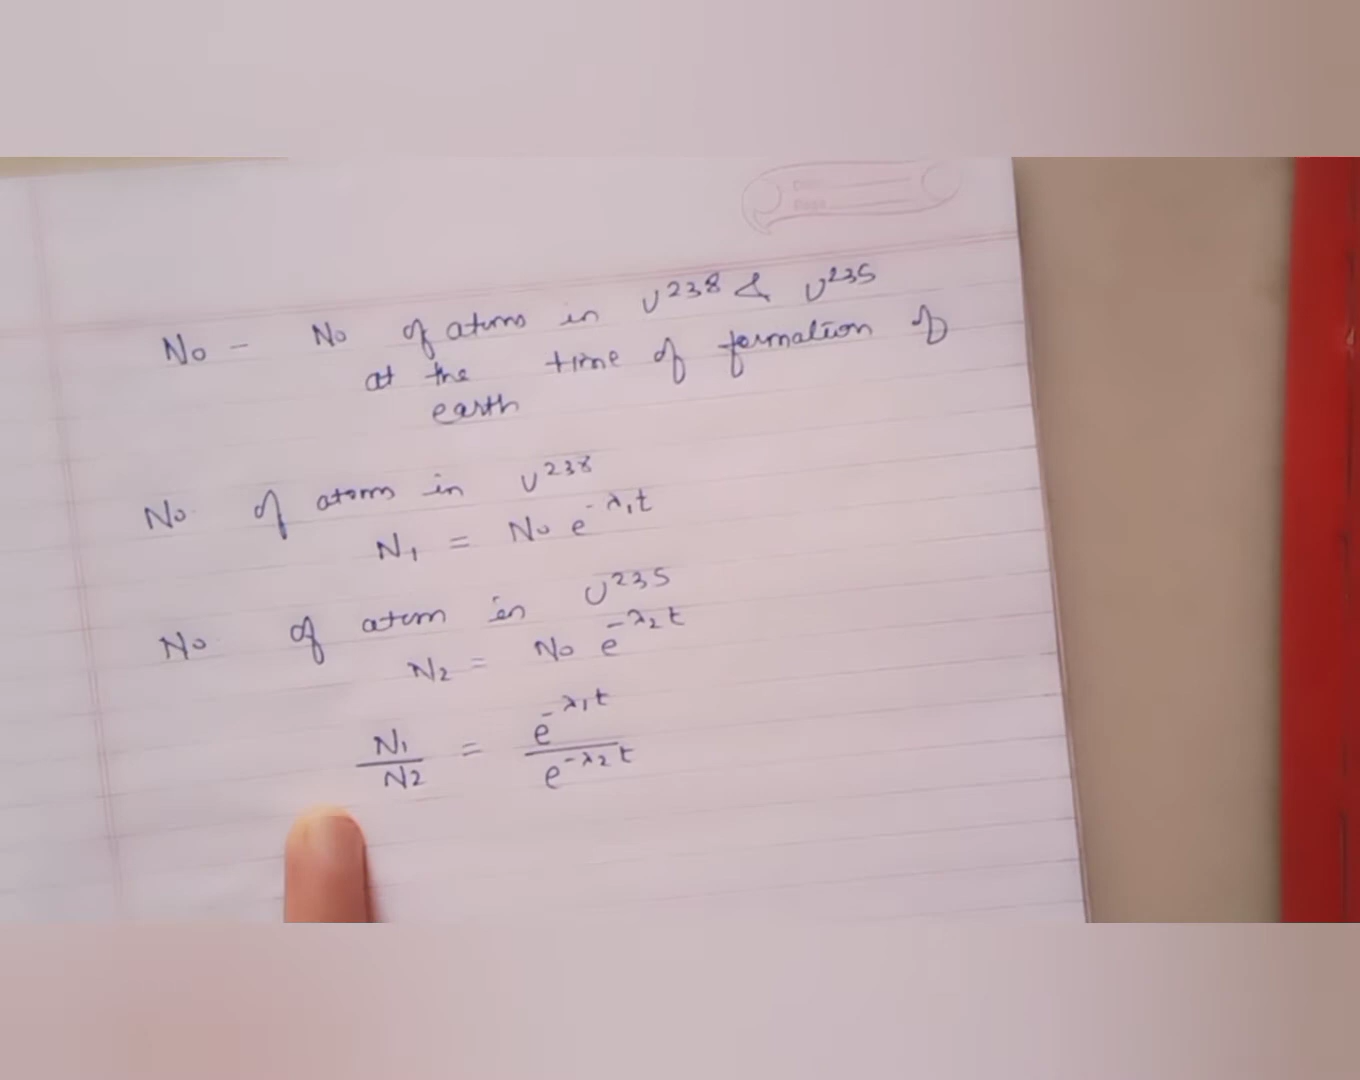 No - No of atoms in U²³⁸ & U²³⁵
at the time of formation of
earth
No of atoms in U²³⁸
N₁ = No e^-λ₁t
No of atom in U²³⁵
N₂ = No e^-λ₂t
N₁/N₂ = e^-λ₁t / e^-λ₂t